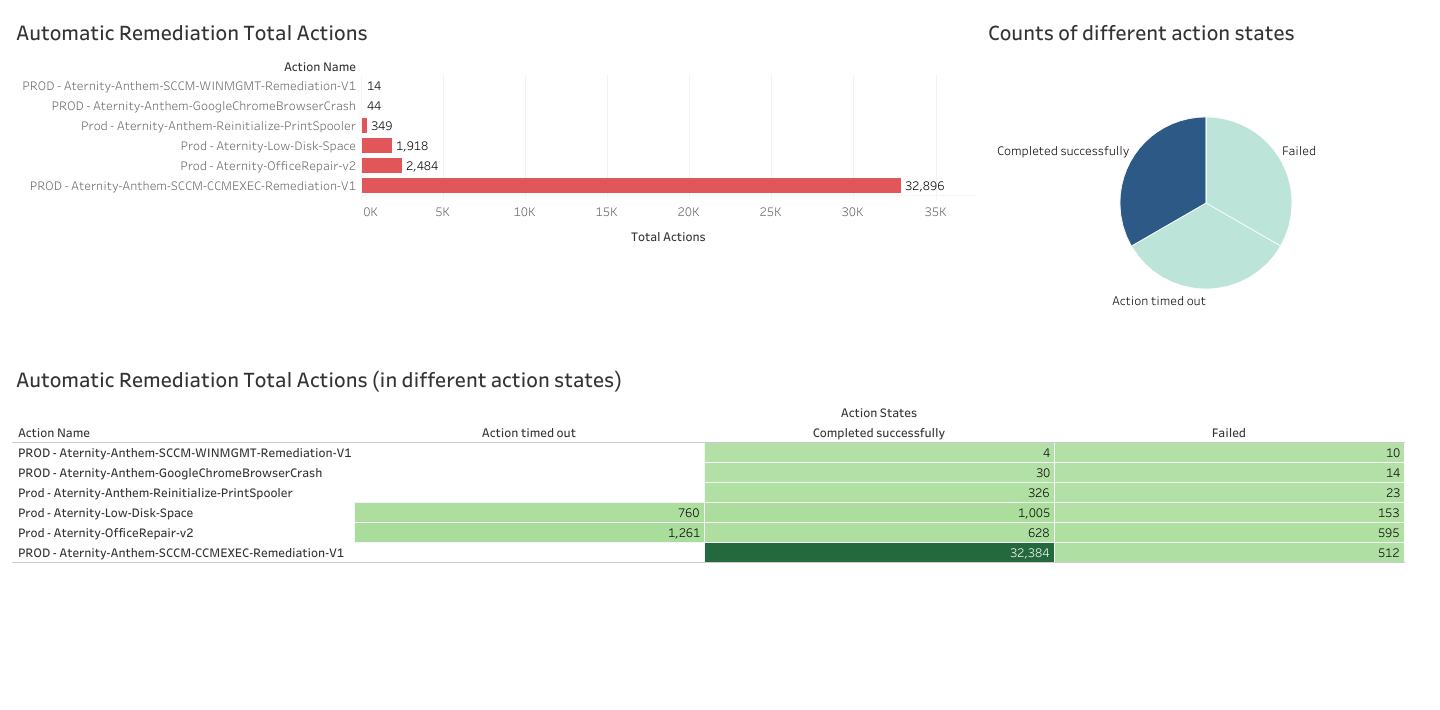 Automatic Remediation Total Actions
Action Name
PROD - Aternity-Anthem-SCCM-WINMGMT-Remediation-V1 14
PROD - Aternity-Anthem-GoogleChromeBrowserCrash 44
Prod - Aternity-Anthem-Reinitialize-PrintSpooler 349
Prod - Aternity-Low-Disk-Space 1,918
Prod - Aternity-OfficeRepair-v2 2,484
PROD - Aternity-Anthem-SCCM-CCMEXEC-Remediation-V1 32,896
0K 5K 10K 15K 20K 25K 30K 35K
Total Actions
Counts of different action states
Completed successfully
Failed
Action timed out
Automatic Remediation Total Actions (in different action states)
Action States
Action Name Action timed out Completed successfully Failed
PROD - Aternity-Anthem-SCCM-WINMGMT-Remediation-V1 4 10
PROD - Aternity-Anthem-GoogleChromeBrowserCrash 30 14
Prod - Aternity-Anthem-Reinitialize-PrintSpooler 326 23
Prod - Aternity-Low-Disk-Space 760 1,005 153
Prod - Aternity-OfficeRepair-v2 1,261 628 595
PROD - Aternity-Anthem-SCCM-CCMEXEC-Remediation-V1 32,384 512